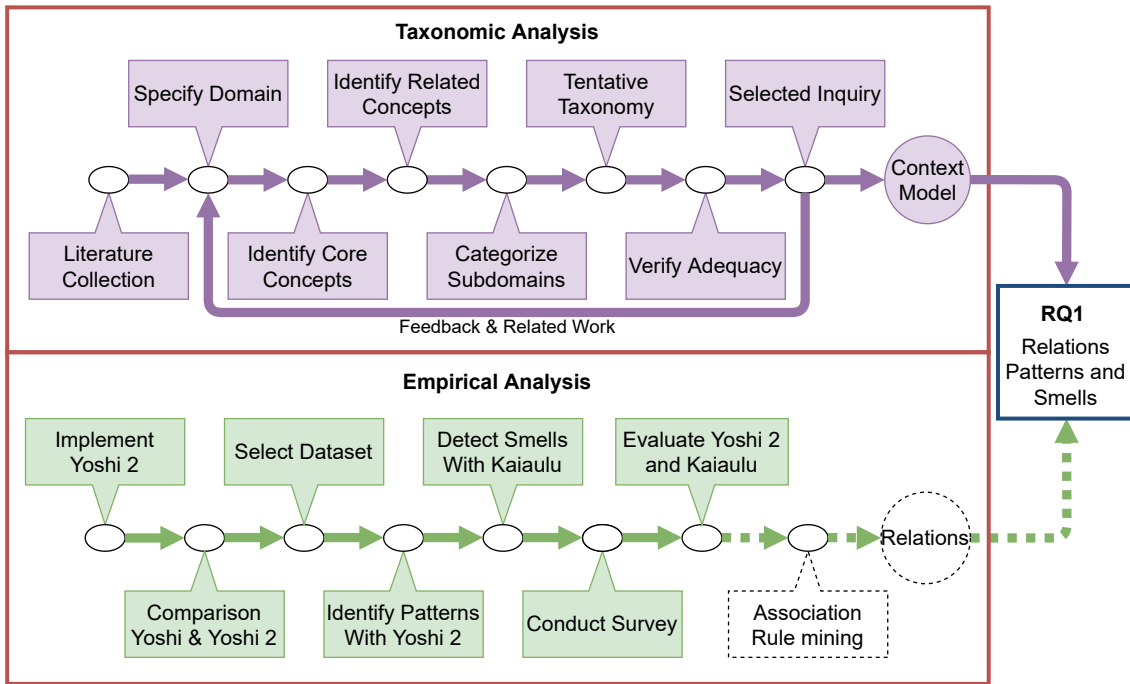 Taxonomic Analysis
Specify Domain
Identify Related
Concepts
Tentative
Taxonomy
Selected Inquiry
Context
Model
Literature
Collection
Identify Core
Concepts
Categorize
Subdomains
Verify Adequacy
Feedback & Related Work
RQ1
Relations
Patterns and
Smells
Empirical Analysis
Implement
Yoshi 2
Select Dataset
Detect Smells
With Kaiaulu
Evaluate Yoshi 2
and Kaiaulu
Relations
Comparison
Yoshi & Yoshi 2
Identify Patterns
With Yoshi 2
Conduct Survey
Association
Rule mining